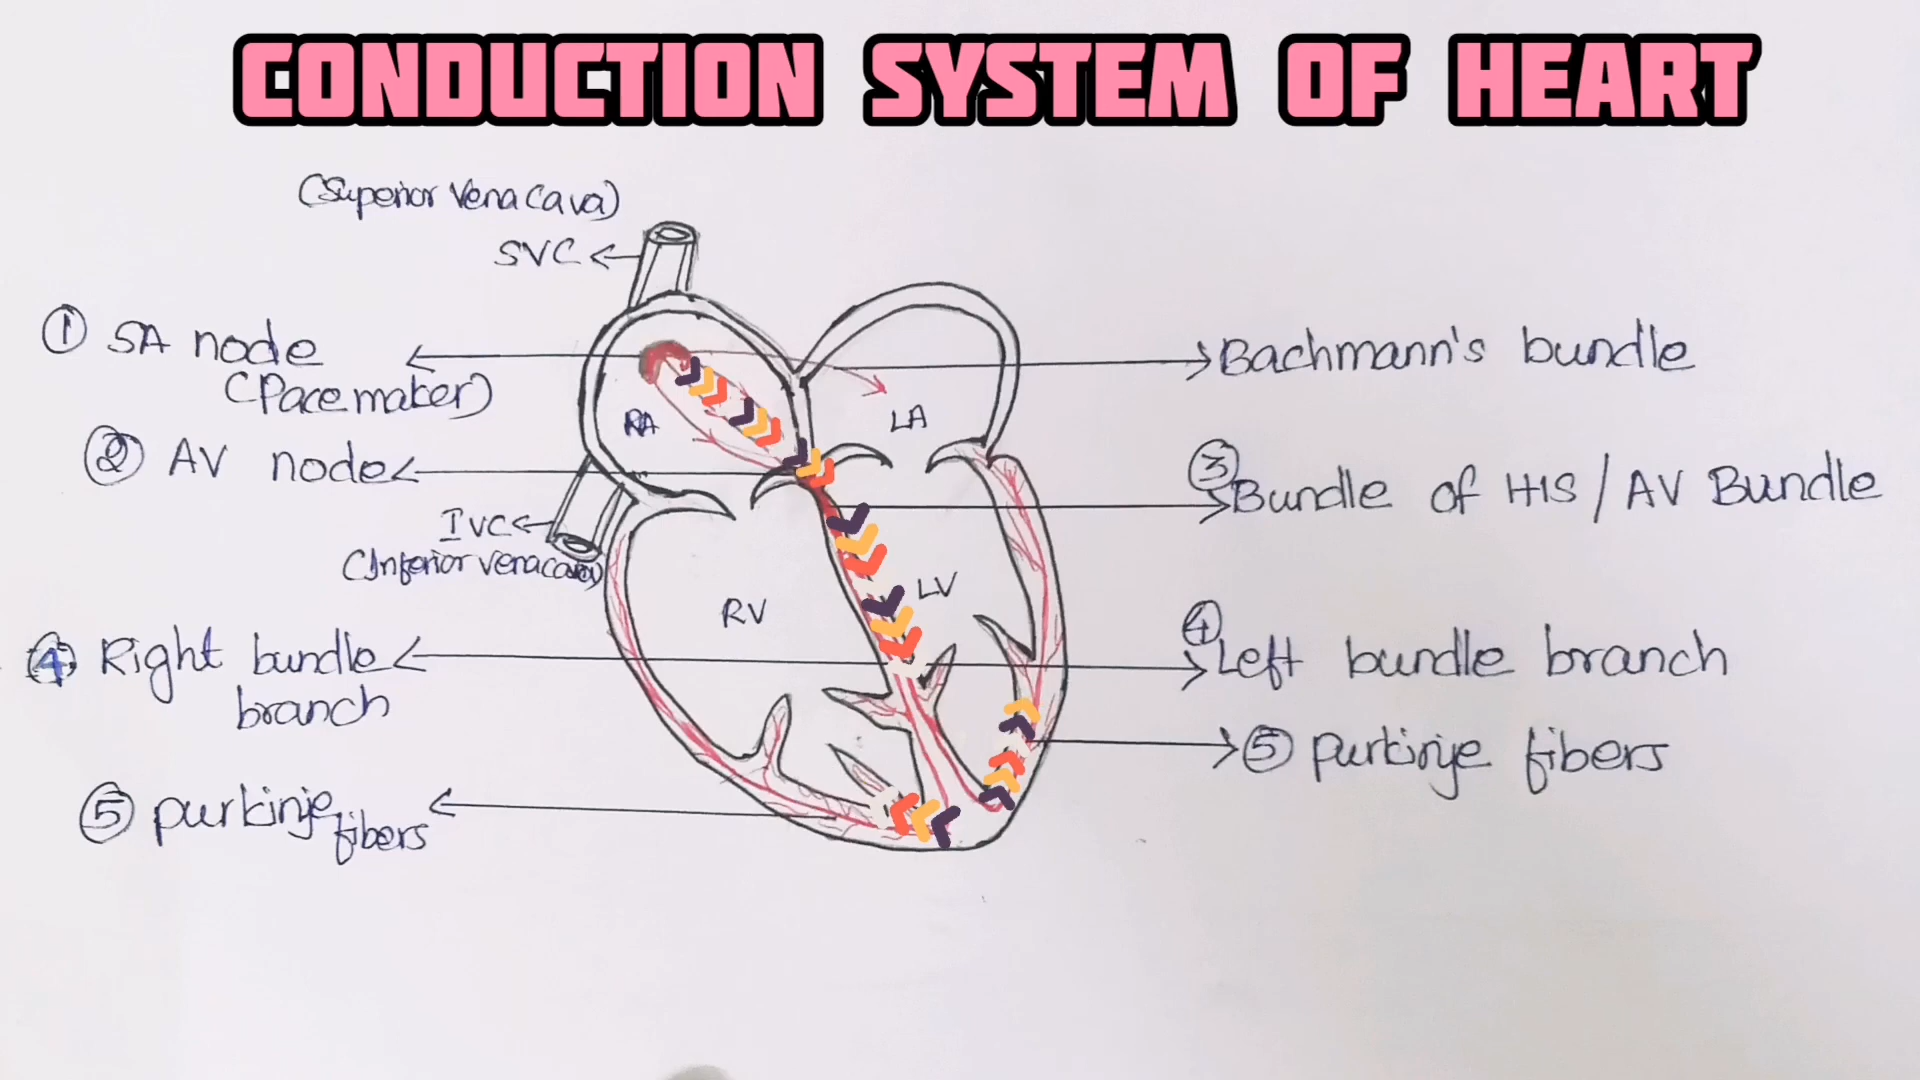 CONDUCTION SYSTEM OF HEART
(Superior Vena Cava)
SVC
① SA node
(Pacemaker)
Bachmann's bundle
RA
LA
② AV node
③
Bundle of HIS / AV Bundle
IVC
(Inferior vena cava)
LV
RV
④ Right bundle
branch
④
Left bundle branch
⑤ purkinje fibers
⑤ purkinje
fibers